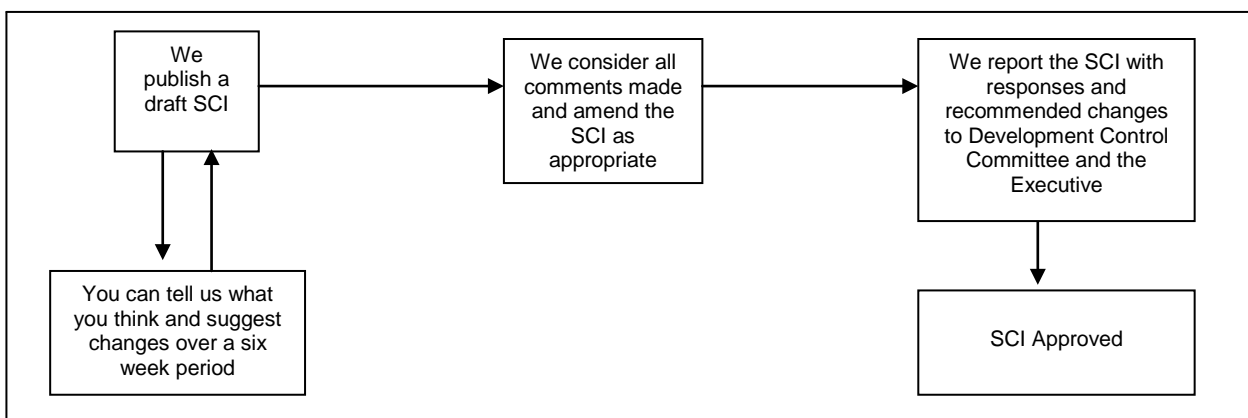 We
publish a
draft SCI
You can tell us what
you think and suggest
changes over a six
week period
We consider all
comments made
and amend the
SCI as
appropriate
We report the SCI with
responses and
recommended changes
to Development Control
Committee and the
Executive
SCI Approved